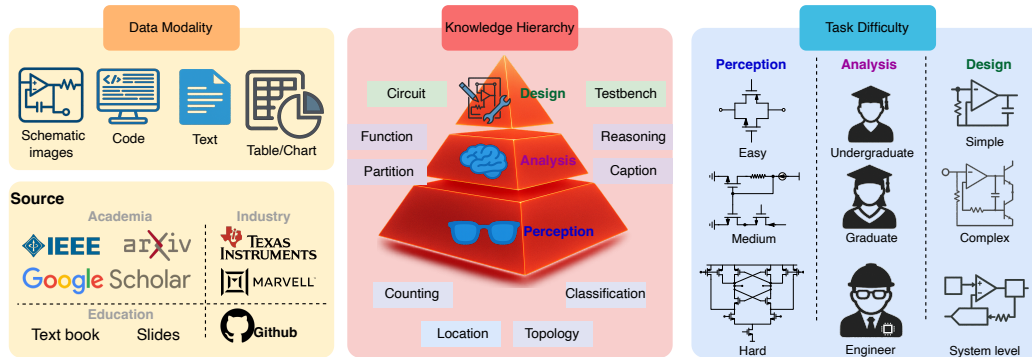 Data Modality
Schematic
images
Code
Text
Table/Chart
Source
Academia
IEEE
arXiv
Google Scholar
Education
Text book
Slides
Industry
TEXAS
INSTRUMENTS
MARVELL
Github
Knowledge Hierarchy
Circuit
Design
Testbench
Function
Reasoning
Partition
Analysis
Caption
Perception
Counting
Classification
Location
Topology
Task Difficulty
Perception
Easy
Medium
Hard
Analysis
Undergraduate
Graduate
Engineer
Design
Simple
Complex
System level